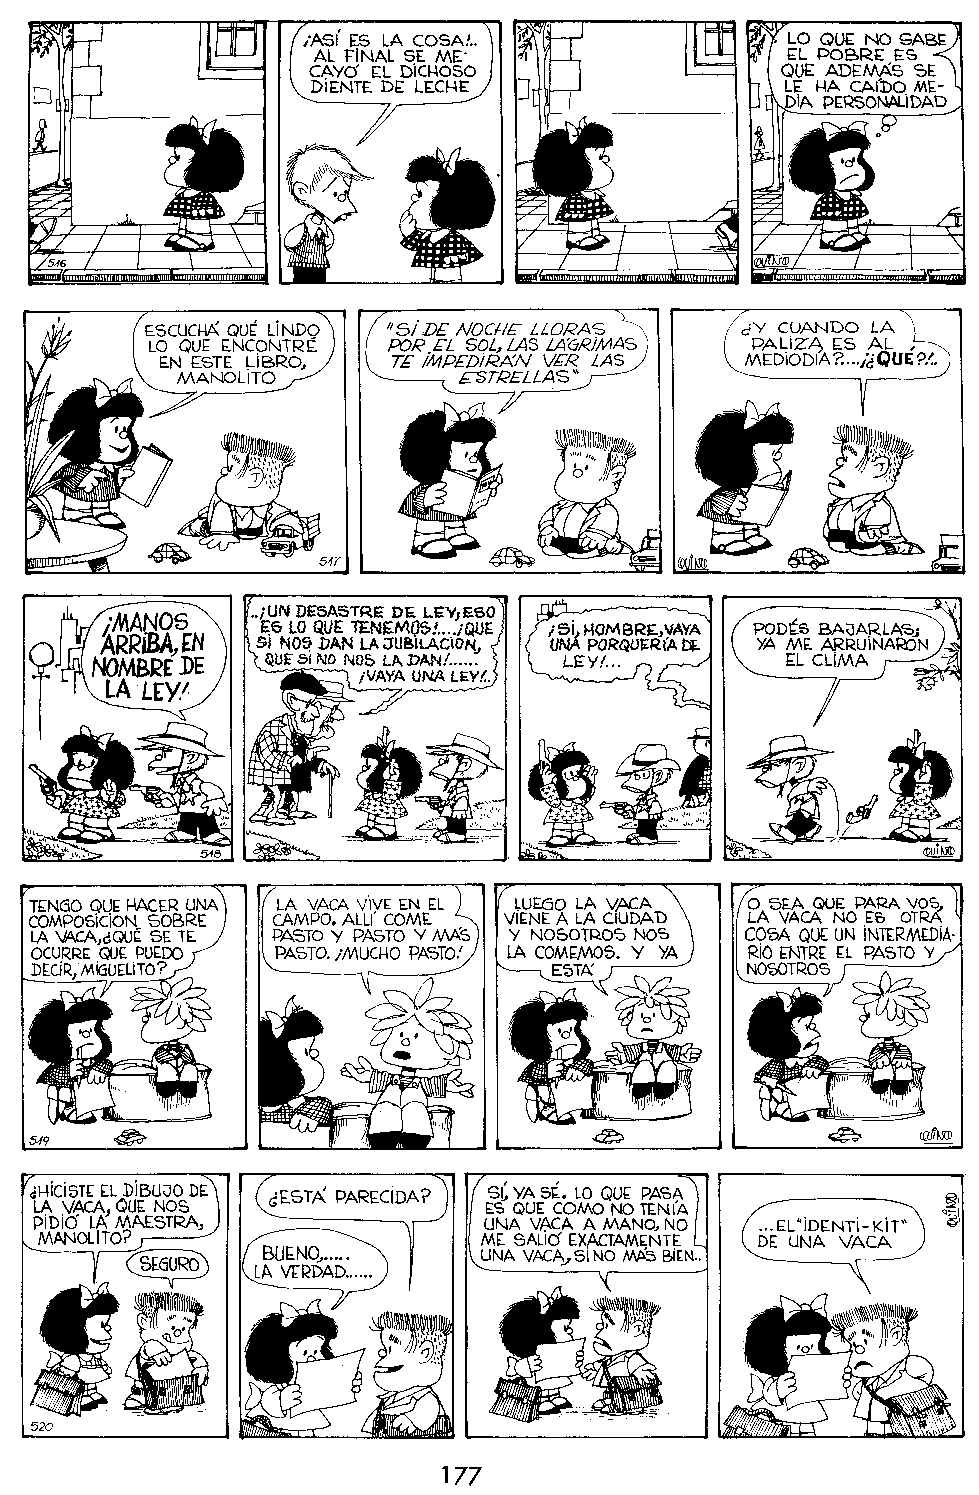 ¡ASÍ ES LA COSA!..
AL FINAL SE ME
CAYÓ EL DICHOSO
DIENTE DE LECHE
LO QUE NO SABE
EL POBRE ES
QUE ADEMÁS SE
LE HA CAÍDO ME-
DIA PERSONALIDAD
516
QUINO
ESCUCHÁ QUÉ LINDO
LO QUE ENCONTRÉ
EN ESTE LIBRO,
MANOLITO
517
"SI DE NOCHE LLORAS
POR EL SOL, LAS LÁGRIMAS
TE IMPEDIRÁN VER LAS
ESTRELLAS"
¿Y CUANDO LA
PALIZA ES AL
MEDIODÍA?....¡¿QUÉ?!..
QUINO
¡MANOS
ARRIBA, EN
NOMBRE DE
LA LEY!
518
..¡UN DESASTRE DE LEY, ESO
ES LO QUE TENEMOS!....¡QUE
SI NOS DAN LA JUBILACIÓN,
QUE SI NO NOS LA DAN!......
¡VAYA UNA LEY!..
¡SÍ, HOMBRE, VAYA
UNA PORQUERÍA DE
LEY!...
PODÉS BAJARLAS;
YA ME ARRUINARON
EL CLIMA
QUINO
TENGO QUE HACER UNA
COMPOSICIÓN SOBRE
LA VACA, ¿QUÉ SE TE
OCURRE QUE PUEDO
DECIR, MIGUELITO?
519
LA VACA VIVE EN EL
CAMPO. ALLÍ COME
PASTO Y PASTO Y MÁS
PASTO. ¡MUCHO PASTO!
LUEGO LA VACA
VIENE A LA CIUDAD
Y NOSOTROS NOS
LA COMEMOS. Y YA
ESTÁ
O SEA QUE PARA VOS,
LA VACA NO ES OTRA
COSA QUE UN INTERMEDIA-
RIO ENTRE EL PASTO Y
NOSOTROS
QUINO
¿HICISTE EL DIBUJO DE
LA VACA, QUE NOS
PIDIÓ LA MAESTRA,
MANOLITO?
SEGURO
520
¿ESTÁ PARECIDA?
BUENO,.....
LA VERDAD......
SÍ, YA SÉ. LO QUE PASA
ES QUE COMO NO TENÍA
UNA VACA A MANO, NO
ME SALIÓ EXACTAMENTE
UNA VACA, SINO MÁS BIEN..
...EL "IDENTI-KIT"
DE UNA VACA
QUINO
177